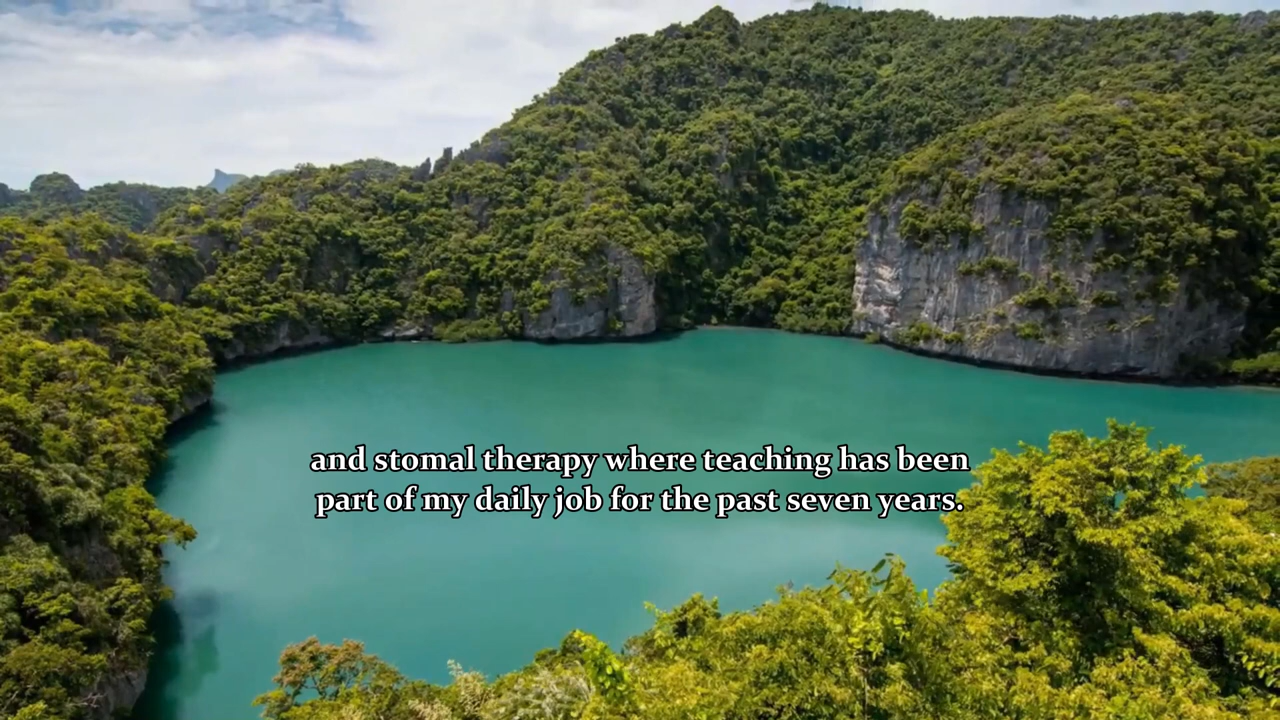 and stomal therapy where teaching has been
part of my daily job for the past seven years.